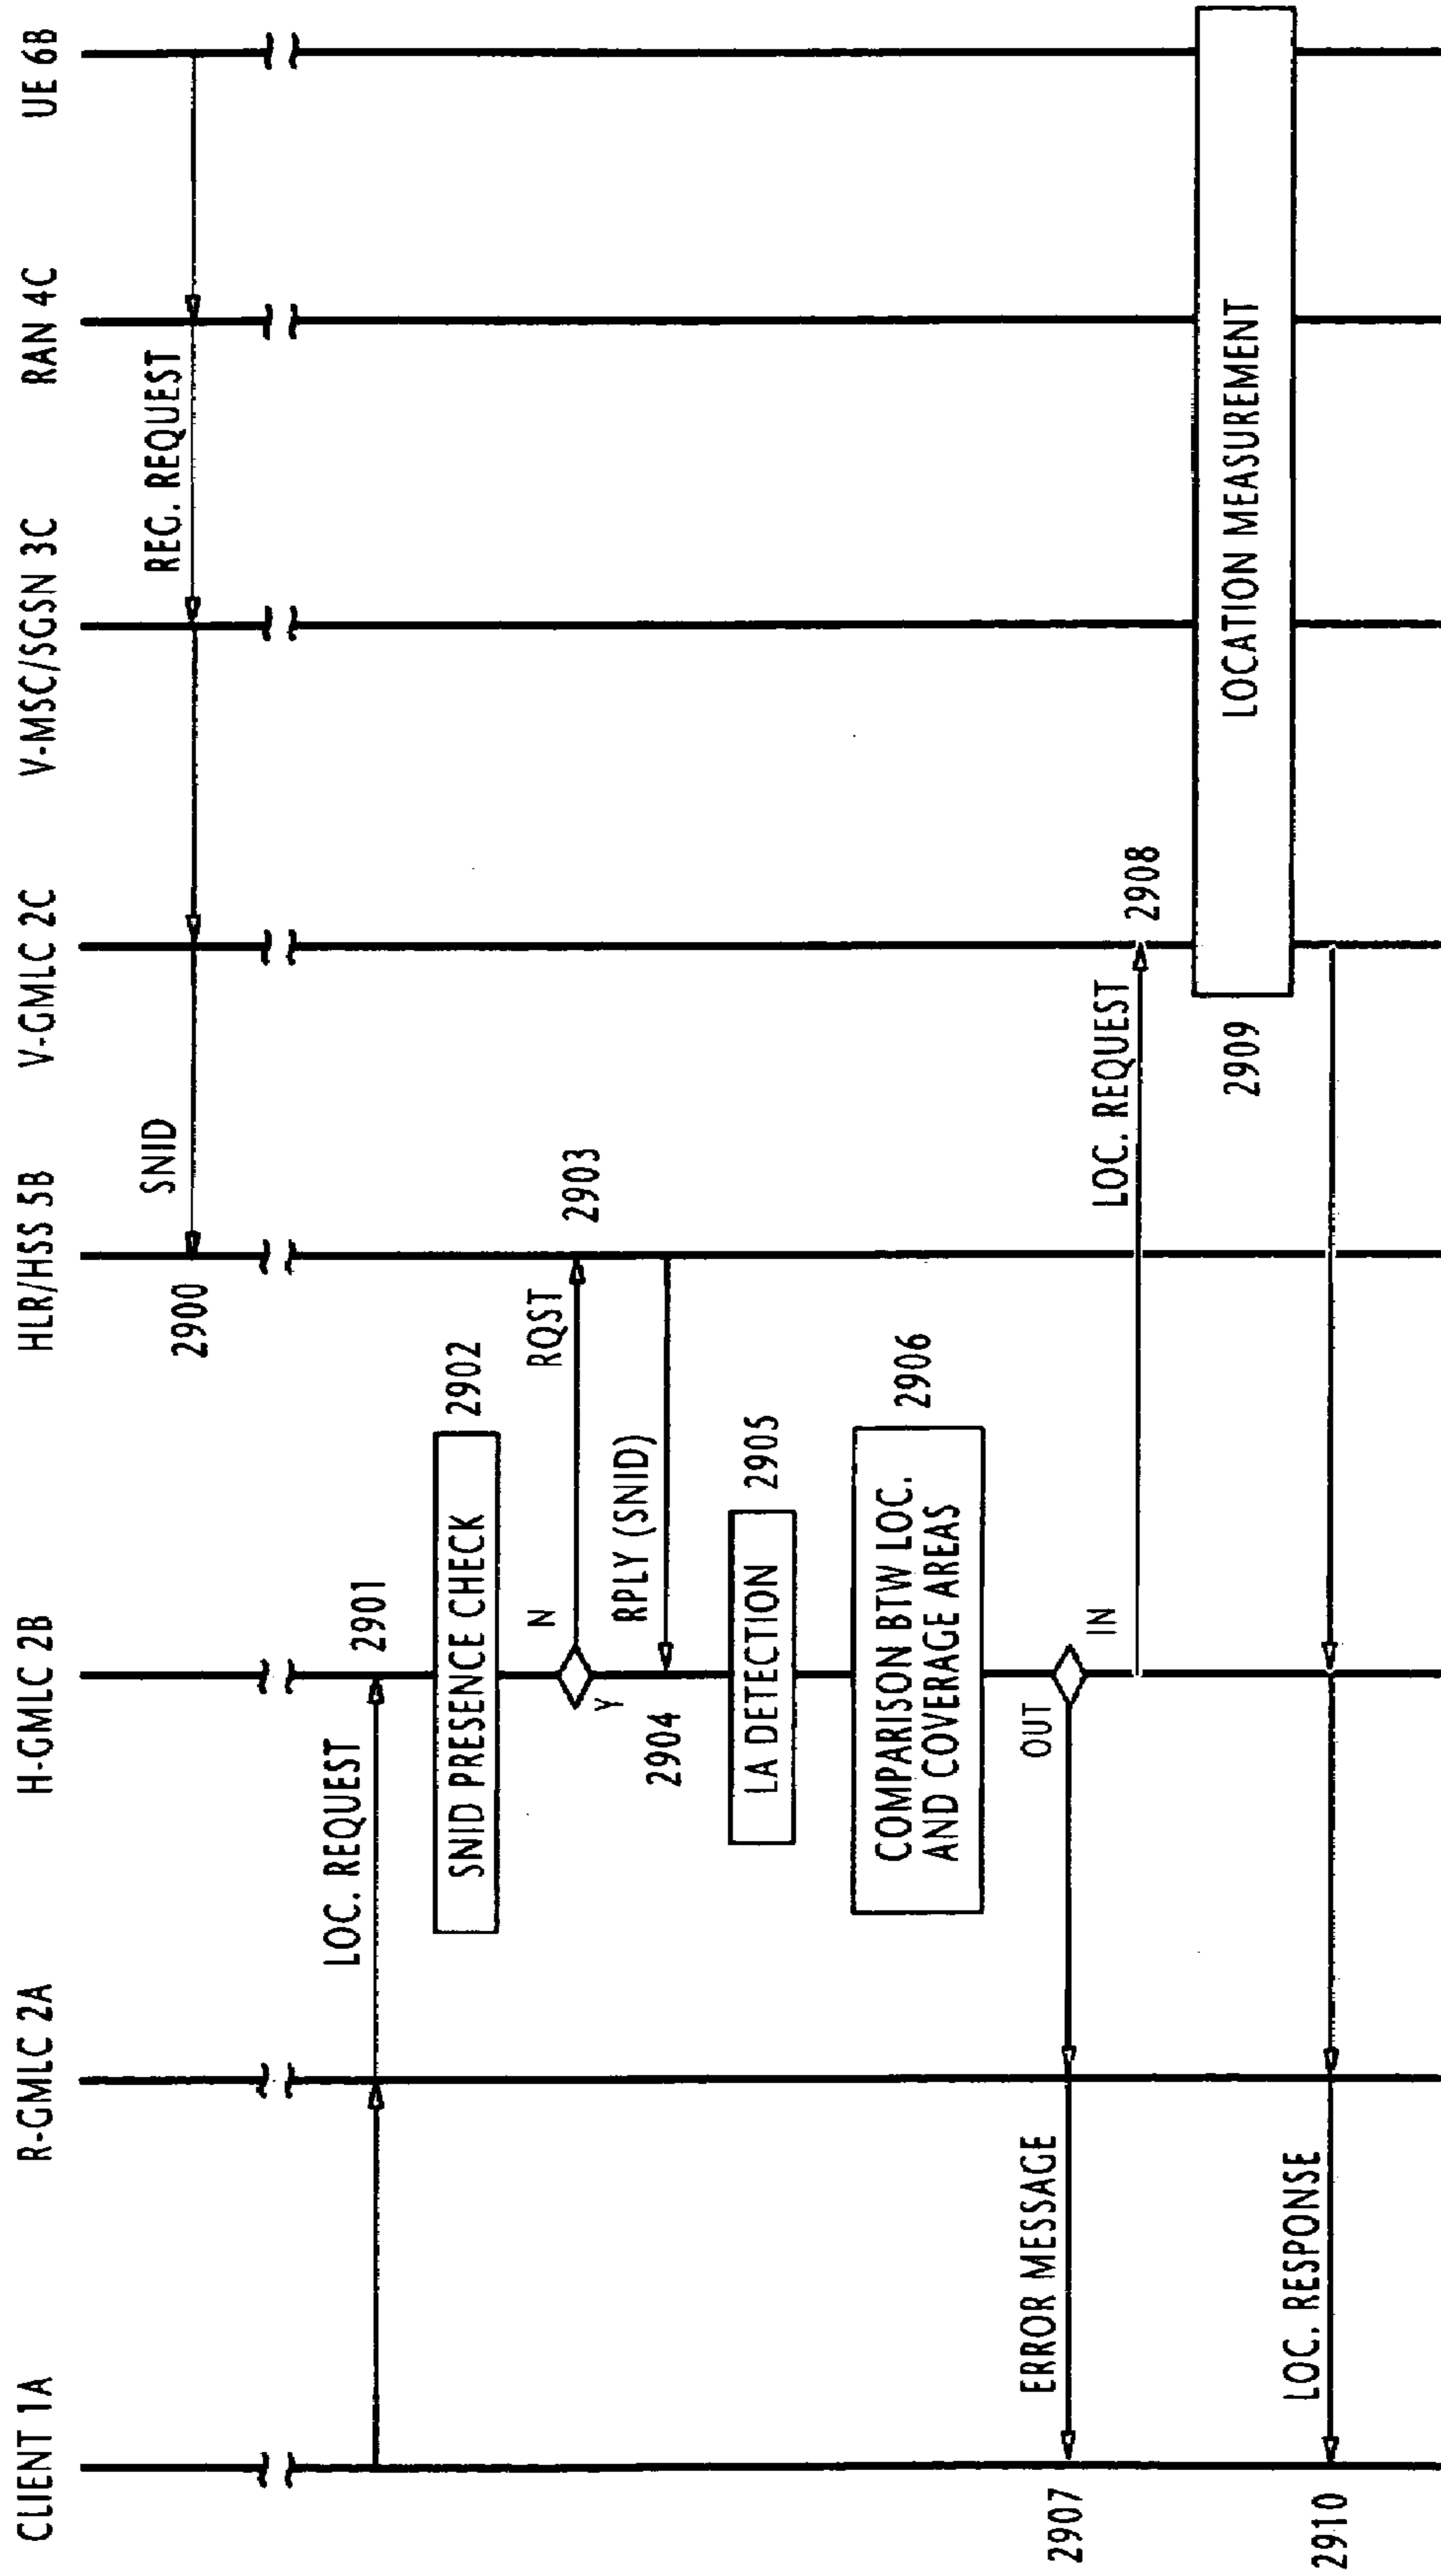 CLIENT 1A
R-GMLC 2A
H-GMLC 2B
HLR/HSS 5B
V-GMLC 2C
V-MSC/SGSN 3C
RAN 4C
UE 6B
2900
SNID
REG. REQUEST
LOC. REQUEST
2901
SNID PRESENCE CHECK
2902
N
RQST
2903
Y
2904
RPLY (SNID)
LA DETECTION
2905
COMPARISON BTW LOC.
AND COVERAGE AREAS
2906
2907
ERROR MESSAGE
OUT
IN
LOC. REQUEST
2908
2909
LOCATION MEASUREMENT
2910
LOC. RESPONSE